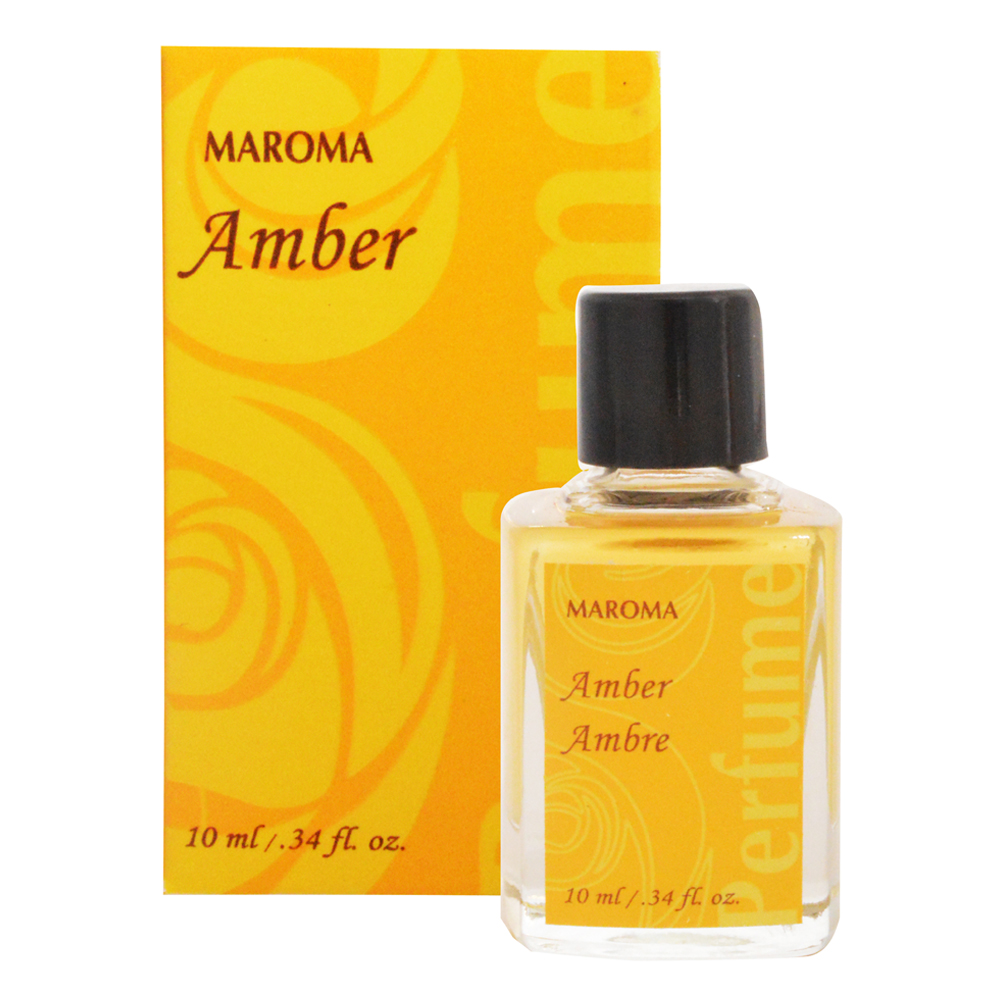 MAROMA
Amber
10 ml / .34 fl. oz.
Perfume
MAROMA
Amber
Ambre
10 ml / .34 fl. oz.
Perfume